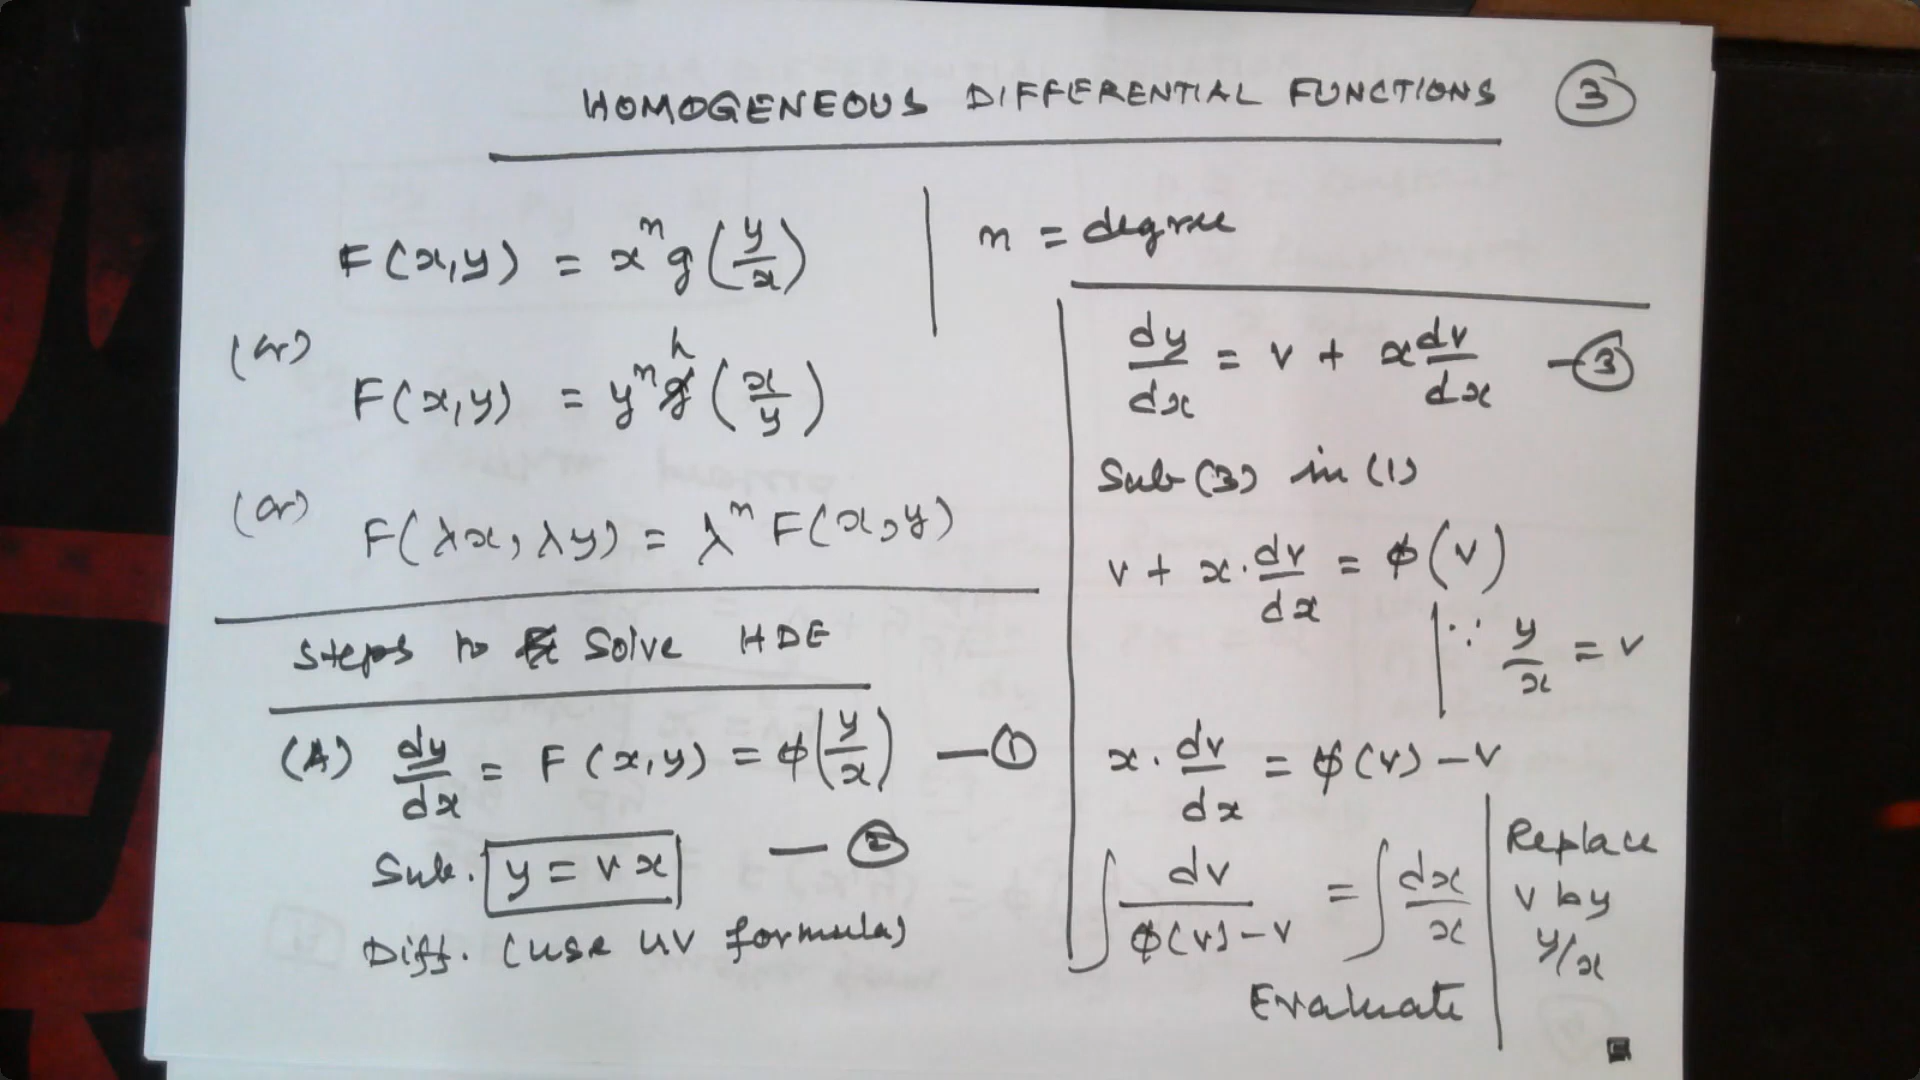 HOMOGENEOUS DIFFERENTIAL FUNCTIONS ③
F(x,y) = x^n g(y/x)
n = degree
(or)
F(x,y) = y^n h(x/y)
(or)
F(λx, λy) = λ^n F(x,y)
Steps to Solve HDE
(A) dy/dx = F(x,y) = φ(y/x) —①
Sub. y = vx —②
Diff. (use uv formula)
dy/dx = v + x dv/dx —③
Sub (3) in (1)
v + x. dv/dx = φ(v)
∵ y/x = v
x. dv/dx = φ(v) – v
∫ dv/φ(v)–v = ∫ dx/x
Evaluate
Replace
v by
y/x